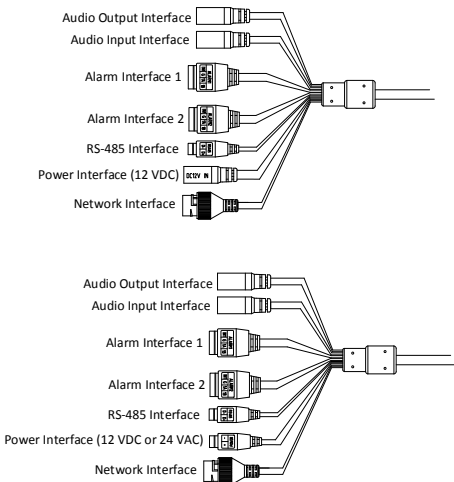 Audio Output Interface
Audio Input Interface
Alarm Interface 1
Alarm Interface 2
RS-485 Interface
Power Interface (12 VDC)
DC12V IN
Network Interface
Audio Output Interface
Audio Input Interface
Alarm Interface 1
Alarm Interface 2
RS-485 Interface
Power Interface (12 VDC or 24 VAC)
Network Interface